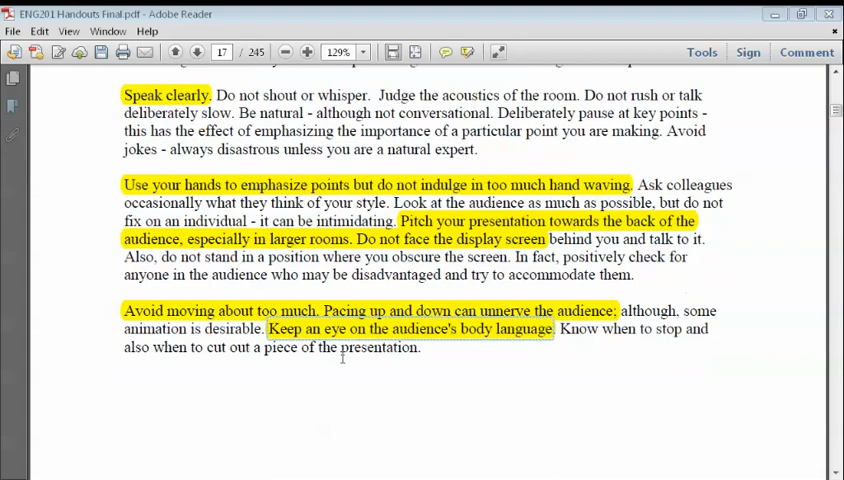 ENG201 Handouts Final.pdf - Adobe Reader
File Edit View Window Help
17 / 245 129% Tools Sign Comment
Speak clearly. Do not shout or whisper. Judge the acoustics of the room. Do not rush or talk
deliberately slow. Be natural - although not conversational. Deliberately pause at key points -
this has the effect of emphasizing the importance of a particular point you are making. Avoid
jokes - always disastrous unless you are a natural expert.
Use your hands to emphasize points but do not indulge in too much hand waving. Ask colleagues
occasionally what they think of your style. Look at the audience as much as possible, but do not
fix on an individual - it can be intimidating. Pitch your presentation towards the back of the
audience, especially in larger rooms. Do not face the display screen behind you and talk to it.
Also, do not stand in a position where you obscure the screen. In fact, positively check for
anyone in the audience who may be disadvantaged and try to accommodate them.
Avoid moving about too much. Pacing up and down can unnerve the audience; although, some
animation is desirable. Keep an eye on the audience's body language. Know when to stop and
also when to cut out a piece of the presentation.